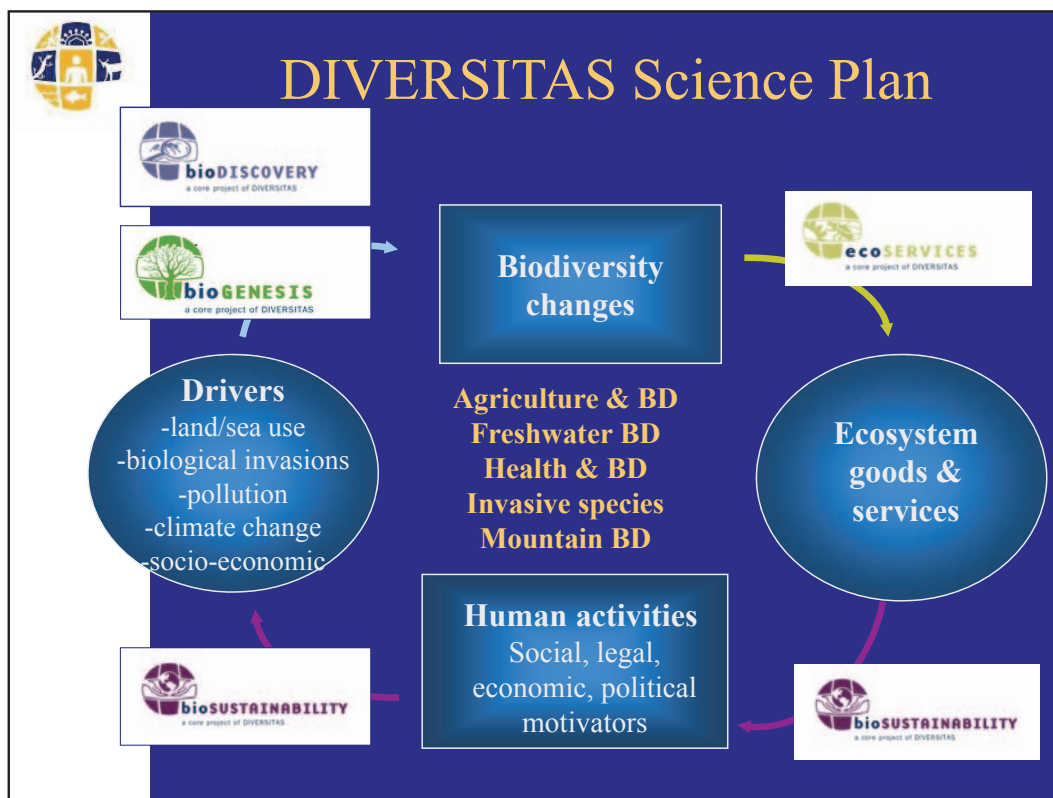 DIVERSITAS Science Plan
bioDISCOVERY
a core project of DIVERSITAS
bioGENESIS
a core project of DIVERSITAS
Biodiversity
changes
ecoSERVICES
a core project of DIVERSITAS
Drivers
-land/sea use
-biological invasions
-pollution
-climate change
-socio-economic
Agriculture & BD
Freshwater BD
Health & BD
Invasive species
Mountain BD
Ecosystem
goods &
services
Human activities
Social, legal,
economic, political
motivators
bioSUSTAINABILITY
a core project of DIVERSITAS
bioSUSTAINABILITY
a core project of DIVERSITAS